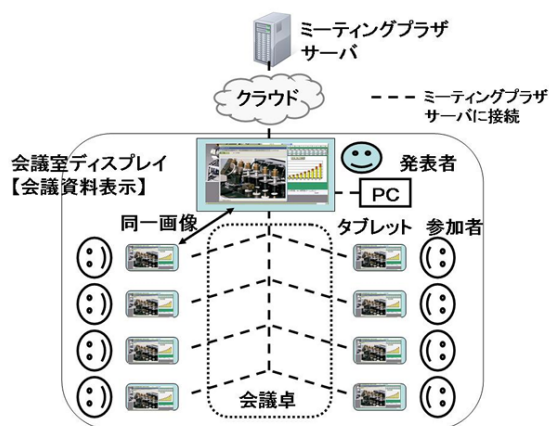 ミーティングプラザ
サーバ
クラウド
ミーティングプラザ
サーバに接続
会議室ディスプレイ
【会議資料表示】
発表者
PC
同一画像
タブレット
参加者
会議卓